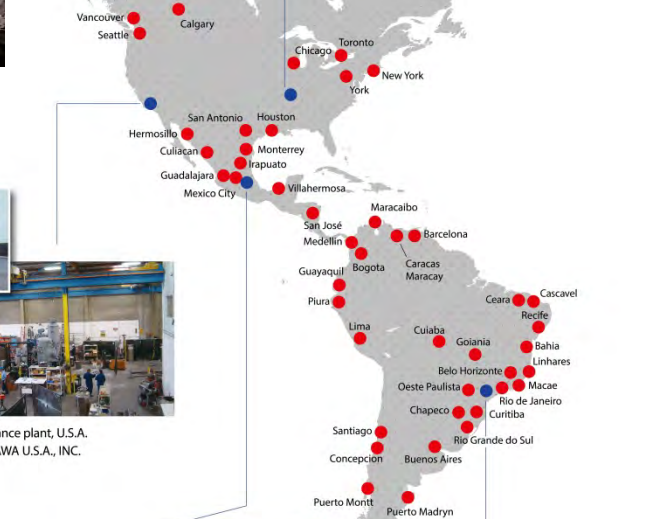 Vancouver
Calgary
Seattle
Toronto
Chicago
New York
York
San Antonio
Houston
Hermosillo
Culiacan
Monterrey
Irapuato
Guadalajara
Mexico City
Villahermosa
Maracaibo
San José
Medellin
Barcelona
Bogota
Caracas
Maracay
Guayaquil
Piura
Ceara
Cascavel
Recife
Lima
Cuiaba
Goiania
Bahia
Linhares
Belo Horizonte
Oeste Paulista
Macae
Rio de Janeiro
Chapeco
Curitiba
Santiago
Rio Grande do Sul
Concepcion
Buenos Aires
Puerto Montt
Puerto Madryn
nce plant, U.S.A.
WA U.S.A., INC.